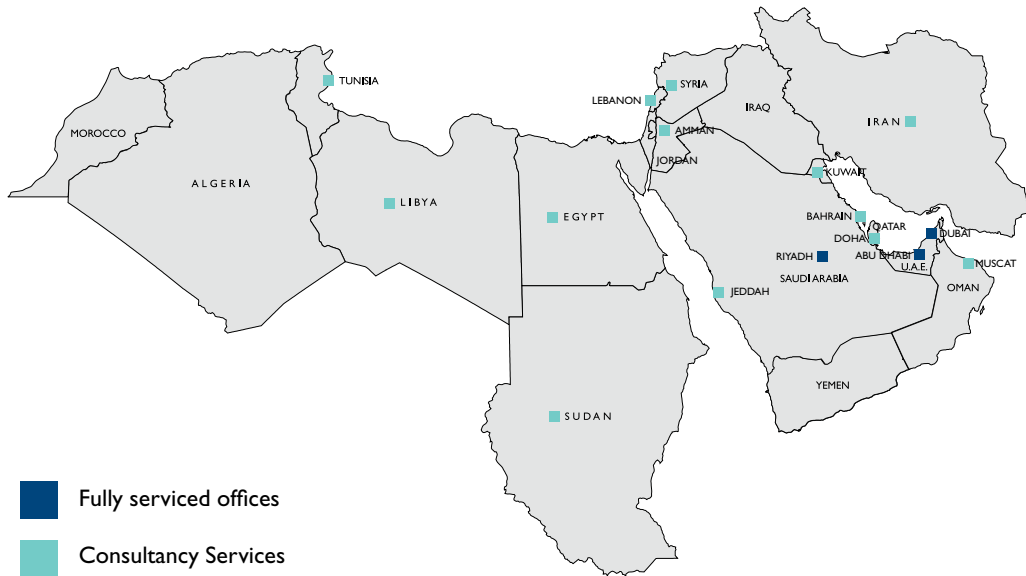 TUNISIA
SYRIA
LEBANON
IRAQ
IRAN
MOROCCO
AMMAN
JORDAN
KUWAIT
ALGERIA
LIBYA
EGYPT
BAHRAIN
QATAR
DOHA
DUBAI
RIYADH
ABU DHABI
U.A.E.
MUSCAT
SAUDI ARABIA
JEDDAH
OMAN
YEMEN
SUDAN
Fully serviced offices
Consultancy Services